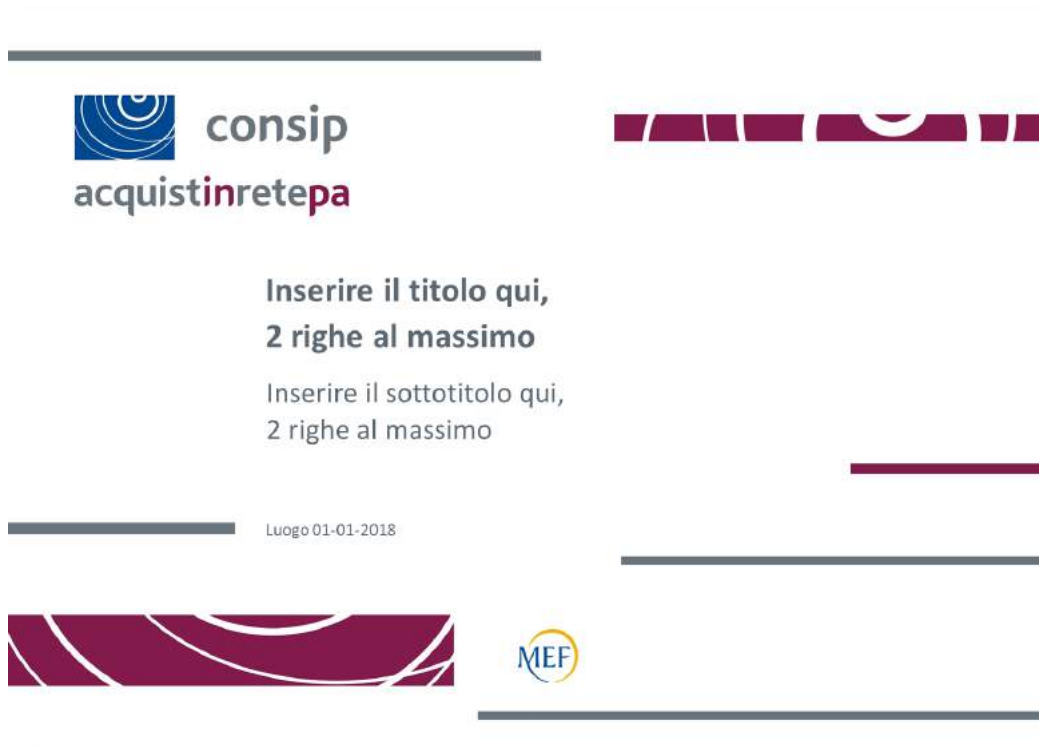 consip
acquistinretepa
Inserire il titolo qui,
2 righe al massimo
Inserire il sottotitolo qui,
2 righe al massimo
Luogo 01-01-2018
MEF